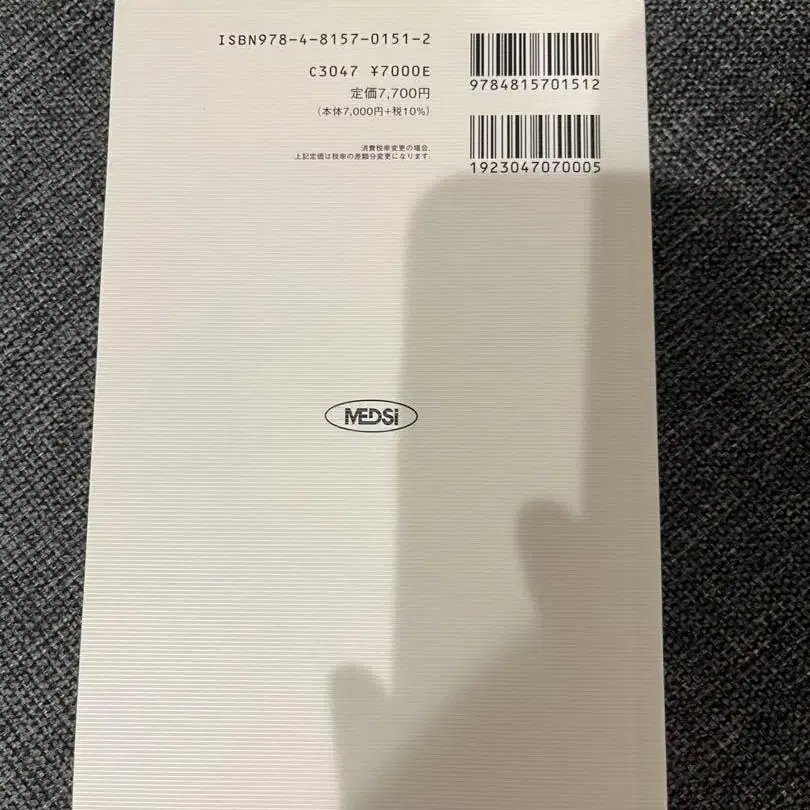 ISBN978-4-8157-0151-2
C3047 ¥7000E
定価7,700円
(本体7,000円+税10%)
消費税率変更の場合、
上記定価は税率の差額分変更になります。
9784815701512
1923047070005
MEDSi